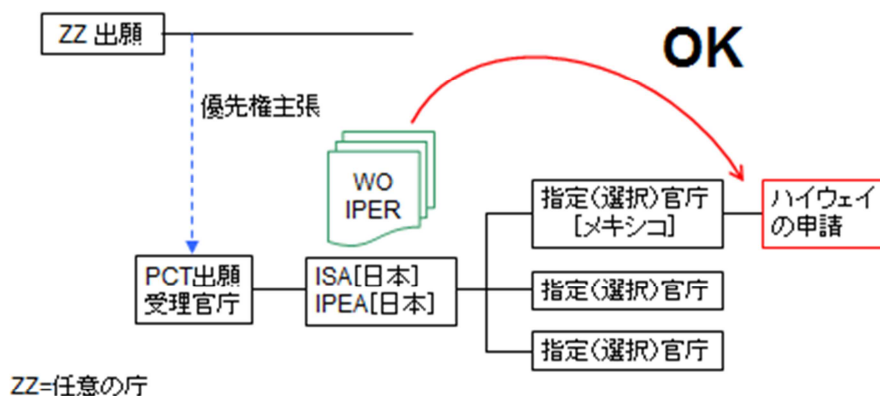 ZZ 出願
OK
優先権主張
WO
IPER
指定(選択)官庁
[メキシコ]
ハイウェイ
の申請
PCT出願
受理官庁
ISA[日本]
IPEA[日本]
指定(選択)官庁
指定(選択)官庁
ZZ=任意の庁